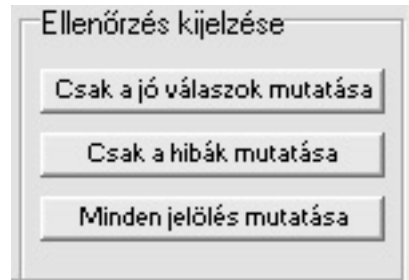 Ellenőrzés kijelzése
Csak a jó válaszok mutatása
Csak a hibák mutatása
Minden jelölés mutatása